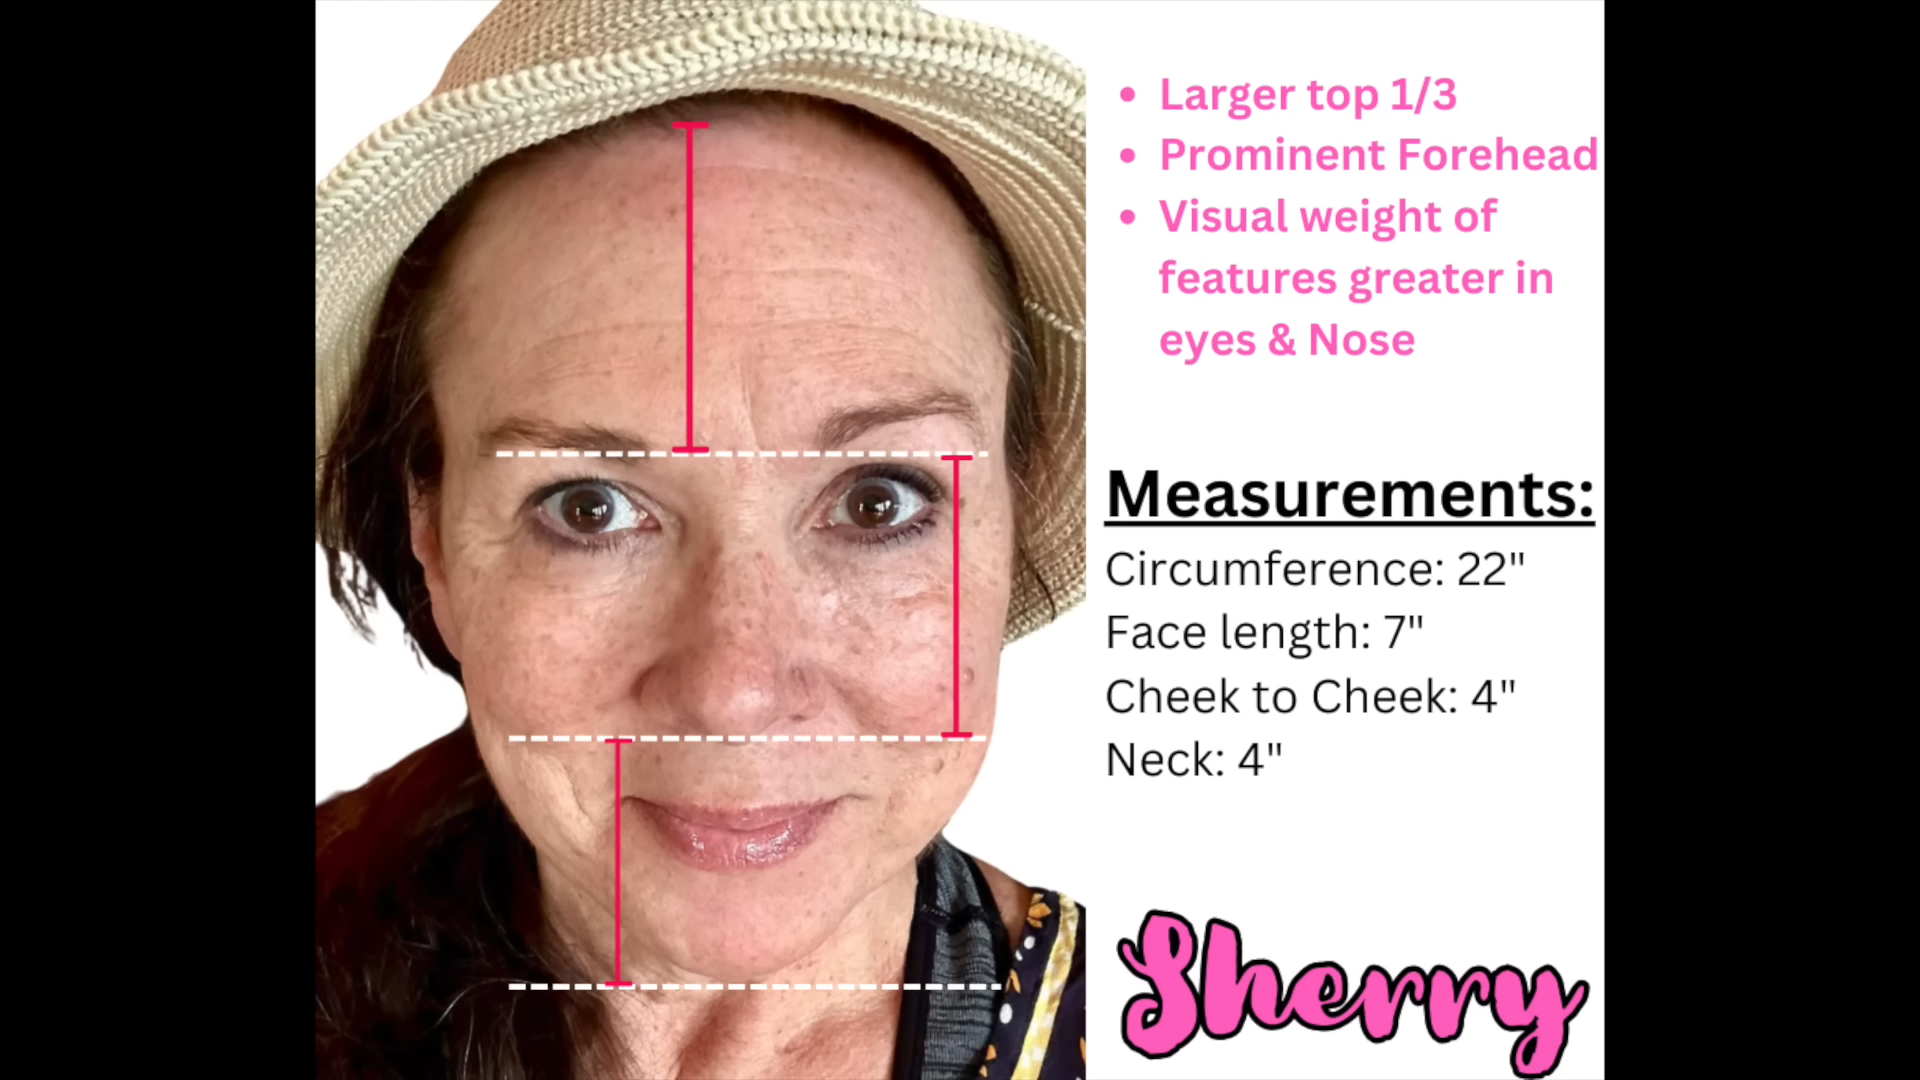 Larger top 1/3
Prominent Forehead
Visual weight of
features greater in
eyes & Nose
Measurements:
Circumference: 22"
Face length: 7"
Cheek to Cheek: 4"
Neck: 4"
Sherry